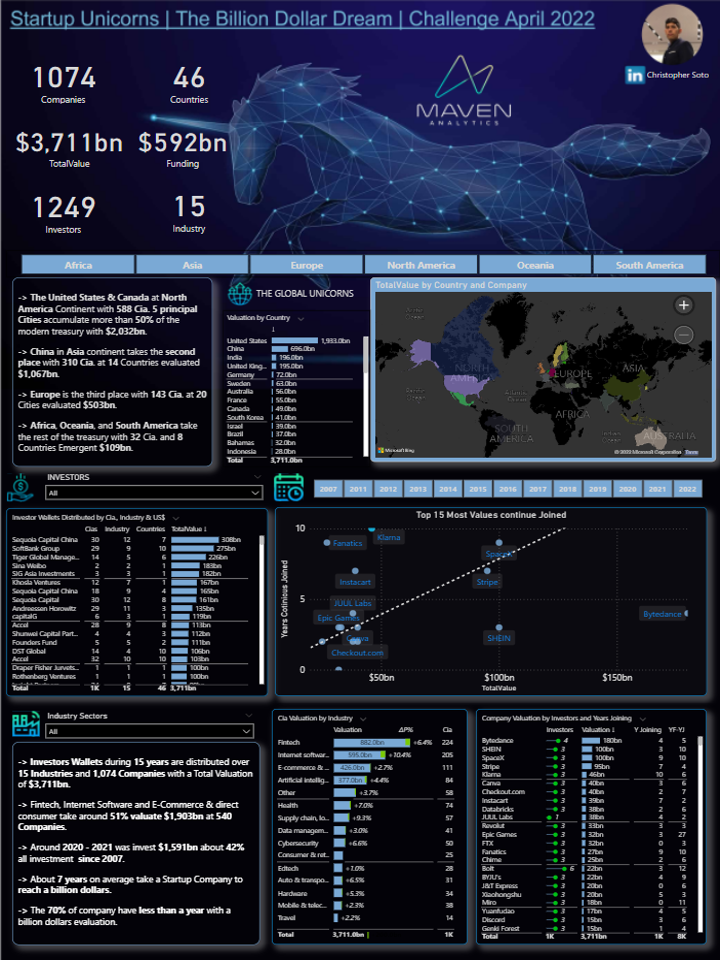 Startup Unicorns | The Billion Dollar Dream | Challenge April 2022
Christopher Soto
1074
Companies
46
Countries
$3,711bn
TotalValue
$592bn
Funding
1249
Investors
15
Industry
MAVEN
ANALYTICS
Africa
Asia
Europe
North America
Oceania
South America
-> The United States & Canada at North
America Continent with 588 Cia. 5 principal
Cities accumulate more than 50% of the
modern treasury with $2,032bn.
-> China in Asia continent takes the second
place with 310 Cia. at 14 Countries evaluated
$1,067bn.
-> Europe is the third place with 143 Cia. at 20
Cities evaluated $503bn.
-> Africa, Oceania, and South America take
the rest of the treasury with 32 Cia. and 8
Countries Emergent $109bn.
THE GLOBAL UNICORNS
Valuation by Country
United States 1,933.0bn
China 696.0bn
India 196.0bn
United King... 195.0bn
Germany 72.0bn
Sweden 63.0bn
Australia 56.0bn
France 55.0bn
Canada 49.0bn
South Korea 41.0bn
Israel 39.0bn
Brazil 37.0bn
Bahamas 32.0bn
Indonesia 28.0bn
Total 3,711.0bn
TotalValue by Country and Company
NORTH AMERICA
EUROPE
ASIA
AFRICA
SOUTH AMERICA
AUSTRALIA
Microsoft Bing
INVESTORS
All
2007 2011 2012 2013 2014 2015 2016 2017 2018 2019 2020 2021 2022
Investor Wallets Distributed by Cia, Industry & US$
Cias Industry Countries TotalValue
Sequoia Capital China 30 12 7 308bn
SoftBank Group 29 9 10 275bn
Tiger Global Manage... 14 5 6 226bn
Sina Weibo 2 2 1 183bn
SIG Asia Investments 3 3 1 182bn
Khosla Ventures 12 7 1 167bn
Sequoia Capital China 18 9 4 165bn
Sequoia Capital 30 12 8 161bn
Andreessen Horowitz 29 11 3 135bn
capitalG 6 3 1 119bn
Accel 28 9 8 113bn
Shunwei Capital Part... 4 4 3 112bn
Founders Fund 5 5 2 111bn
DST Global 14 4 10 106bn
Accel 32 10 10 103bn
Draper Fisher Jurvets... 1 1 1 100bn
Rothenberg Ventures 1 1 1 100bn
Total 1K 15 46 3,711bn
Top 15 Most Values continue Joined
Years Cotinious Joined
10
5
0
Fanatics
Klarna
SpaceX
Instacart
Stripe
JUUL Labs
Epic Games
Bytedance
Canva
SHEIN
Checkout.com
$50bn
$100bn
$150bn
TotalValue
Industry Sectors
All
-> Investors Wallets during 15 years are distributed over
15 Industries and 1,074 Companies with a Total Valuation
of $3,711bn.
-> Fintech, Internet Software and E-Commerce & direct
consumer take around 51% valuate $1,903bn at 540
Companies.
-> Around 2020 - 2021 was invest $1,591bn about 42%
all investment since 2007.
-> About 7 years on average take a Startup Company to
reach a billion dollars.
-> The 70% of company have less than a year with a
billion dollars evaluation.
Cia Valuation by Industry
Valuation ΔP% Cia
Fintech 882.0bn +6.4% 224
Internet softwar... 595.0bn +10.4% 205
E-commerce & ... 426.0bn +2.7% 111
Artificial intellig... 377.0bn +4.4% 84
Other +3.7% 58
Health +7.0% 74
Supply chain, lo... +9.3% 57
Data managem... +3.0% 41
Cybersecurity +6.6% 50
Consumer & ret... 25
Edtech +1.0% 28
Auto & transpo... +6.5% 31
Hardware +5.3% 34
Mobile & telec... +2.3% 38
Travel +2.2% 14
Total 3,711.0bn 1K
Company Valuation by Investors and Years Joining
Investors Valuation Y Joining YF-YJ
Bytedance 4 180bn 4 5
SHEIN 3 100bn 3 10
SpaceX 3 100bn 9 10
Stripe 3 95bn 7 4
Klarna 3 46bn 10 6
Canva 3 40bn 3 6
Checkout.com 3 40bn 2 7
Instacart 3 39bn 7 2
Databricks 3 38bn 2 6
JUUL Labs 1 38bn 4 2
Revolut 3 33bn 3 3
Epic Games 3 32bn 3 27
FTX 3 32bn 0 3
Fanatics 3 27bn 9 10
Chime 3 25bn 2 6
Bolt 6 22bn 3 12
BYJU's 3 22bn 4 9
J&T Express 3 20bn 0 6
Xiaohongshu 3 20bn 5 3
Miro 3 18bn 0 11
Yuanfudao 3 17bn 4 5
Discord 3 15bn 3 6
Genki Forest 3 15bn 1 4
Total 1K 3,711bn 1K 8K